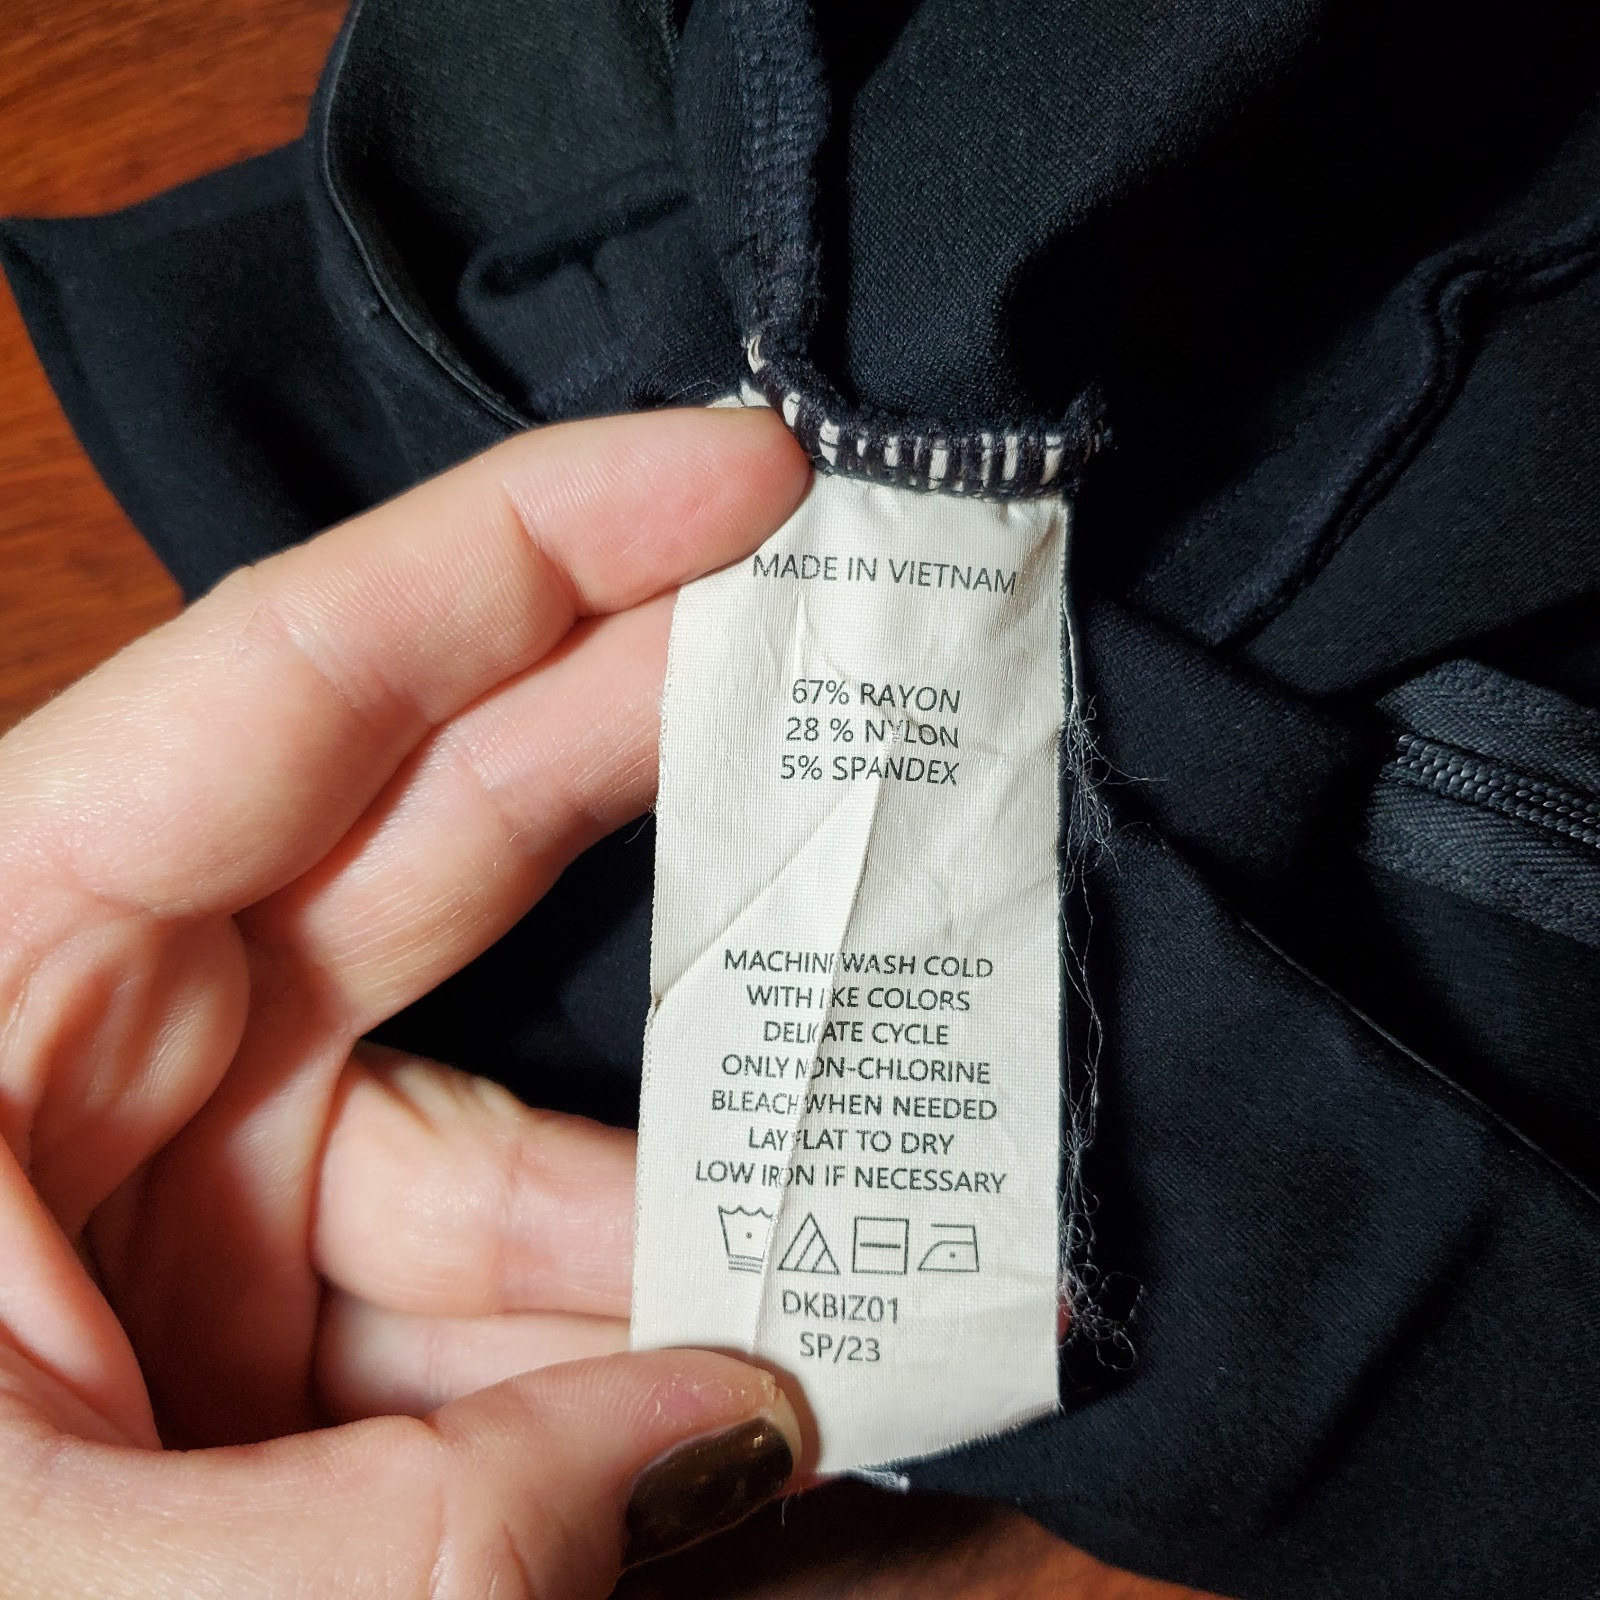 MADE IN VIETNAM
67% RAYON
28 % NYLON
5% SPANDEX
MACHINE WASH COLD
WITH LIKE COLORS
DELICATE CYCLE
ONLY NON-CHLORINE
BLEACH WHEN NEEDED
LAY FLAT TO DRY
LOW IRON IF NECESSARY
DKBIZ01
SP/23